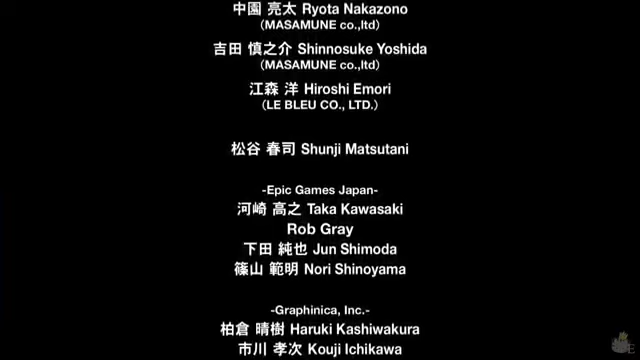 中園 亮太 Ryota Nakazono
（MASAMUNE co.,ltd）
吉田 慎之介 Shinnosuke Yoshida
（MASAMUNE co.,ltd）
江森 洋 Hiroshi Emori
（LE BLEU CO., LTD.）
松谷 春司 Shunji Matsutani
-Epic Games Japan-
河崎 高之 Taka Kawasaki
Rob Gray
下田 純也 Jun Shimoda
篠山 範明 Nori Shinoyama
-Graphinica, Inc.-
柏倉 晴樹 Haruki Kashiwakura
市川 孝次 Kouji Ichikawa